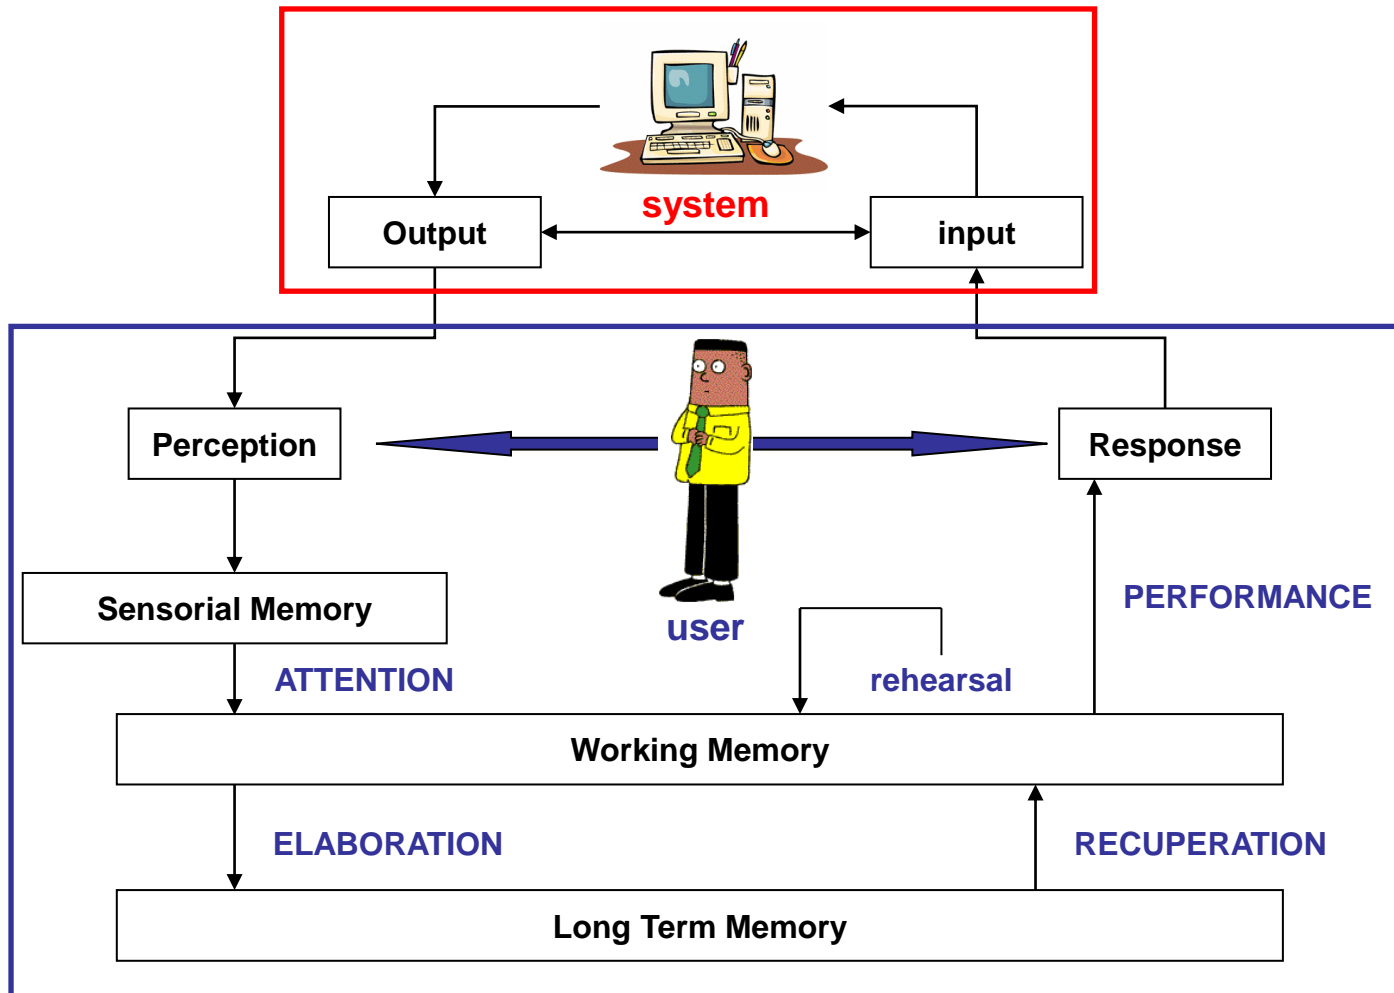 system
Output
input
Perception
Response
Sensorial Memory
PERFORMANCE
user
ATTENTION
rehearsal
Working Memory
ELABORATION
RECUPERATION
Long Term Memory